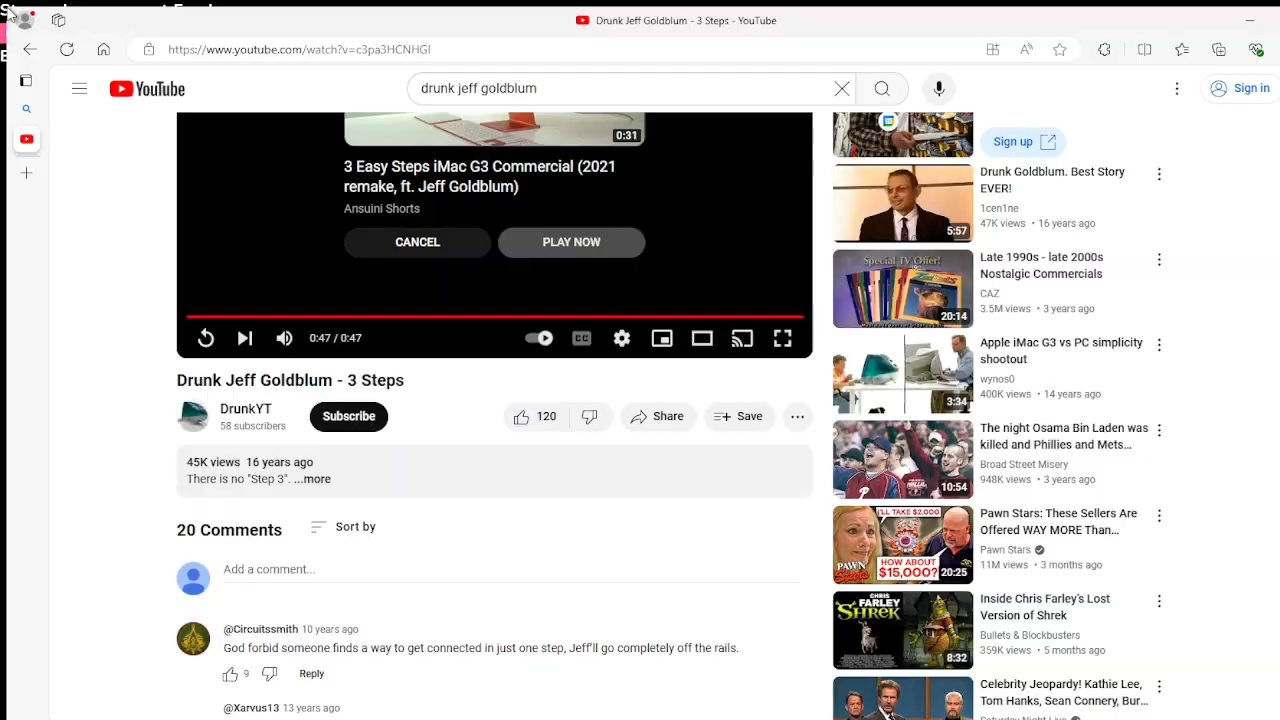 Drunk Jeff Goldblum - 3 Steps - YouTube
https://www.youtube.com/watch?v=c3pa3HCNHGI
YouTube
drunk jeff goldblum
Sign in
0:31
3 Easy Steps iMac G3 Commercial (2021
remake, ft. Jeff Goldblum)
Ansuini Shorts
CANCEL
PLAY NOW
0:47 / 0:47
CC
Drunk Jeff Goldblum - 3 Steps
DrunkYT
58 subscribers
Subscribe
120
Share
Save
45K views 16 years ago
There is no "Step 3". ...more
20 Comments
Sort by
Add a comment...
@Circuitssmith 10 years ago
God forbid someone finds a way to get connected in just one step, Jeff'll go completely off the rails.
9
Reply
@Xanus13 13 years ago
Sign up
Drunk Goldblum. Best Story
EVER!
1cen1ne
47K views • 16 years ago
5:57
Special TV Offer!
Late 1990s - late 2000s
Nostalgic Commercials
CAZ
3.5M views • 3 years ago
20:14
Apple iMac G3 vs PC simplicity
shootout
wynos0
400K views • 14 years ago
3:34
The night Osama Bin Laden was
killed and Phillies and Mets...
Broad Street Misery
948K views • 3 years ago
10:54
I'LL TAKE $2,000
HOW ABOUT
$15,000?
PAWN
Stars
20:25
Pawn Stars: These Sellers Are
Offered WAY MORE Than...
Pawn Stars
11M views • 3 months ago
CHRIS
FARLEY
SHREK
8:32
Inside Chris Farley's Lost
Version of Shrek
Bullets & Blockbusters
359K views • 5 months ago
Celebrity Jeopardy! Kathie Lee,
Tom Hanks, Sean Connery, Bur...
Saturday Night Live